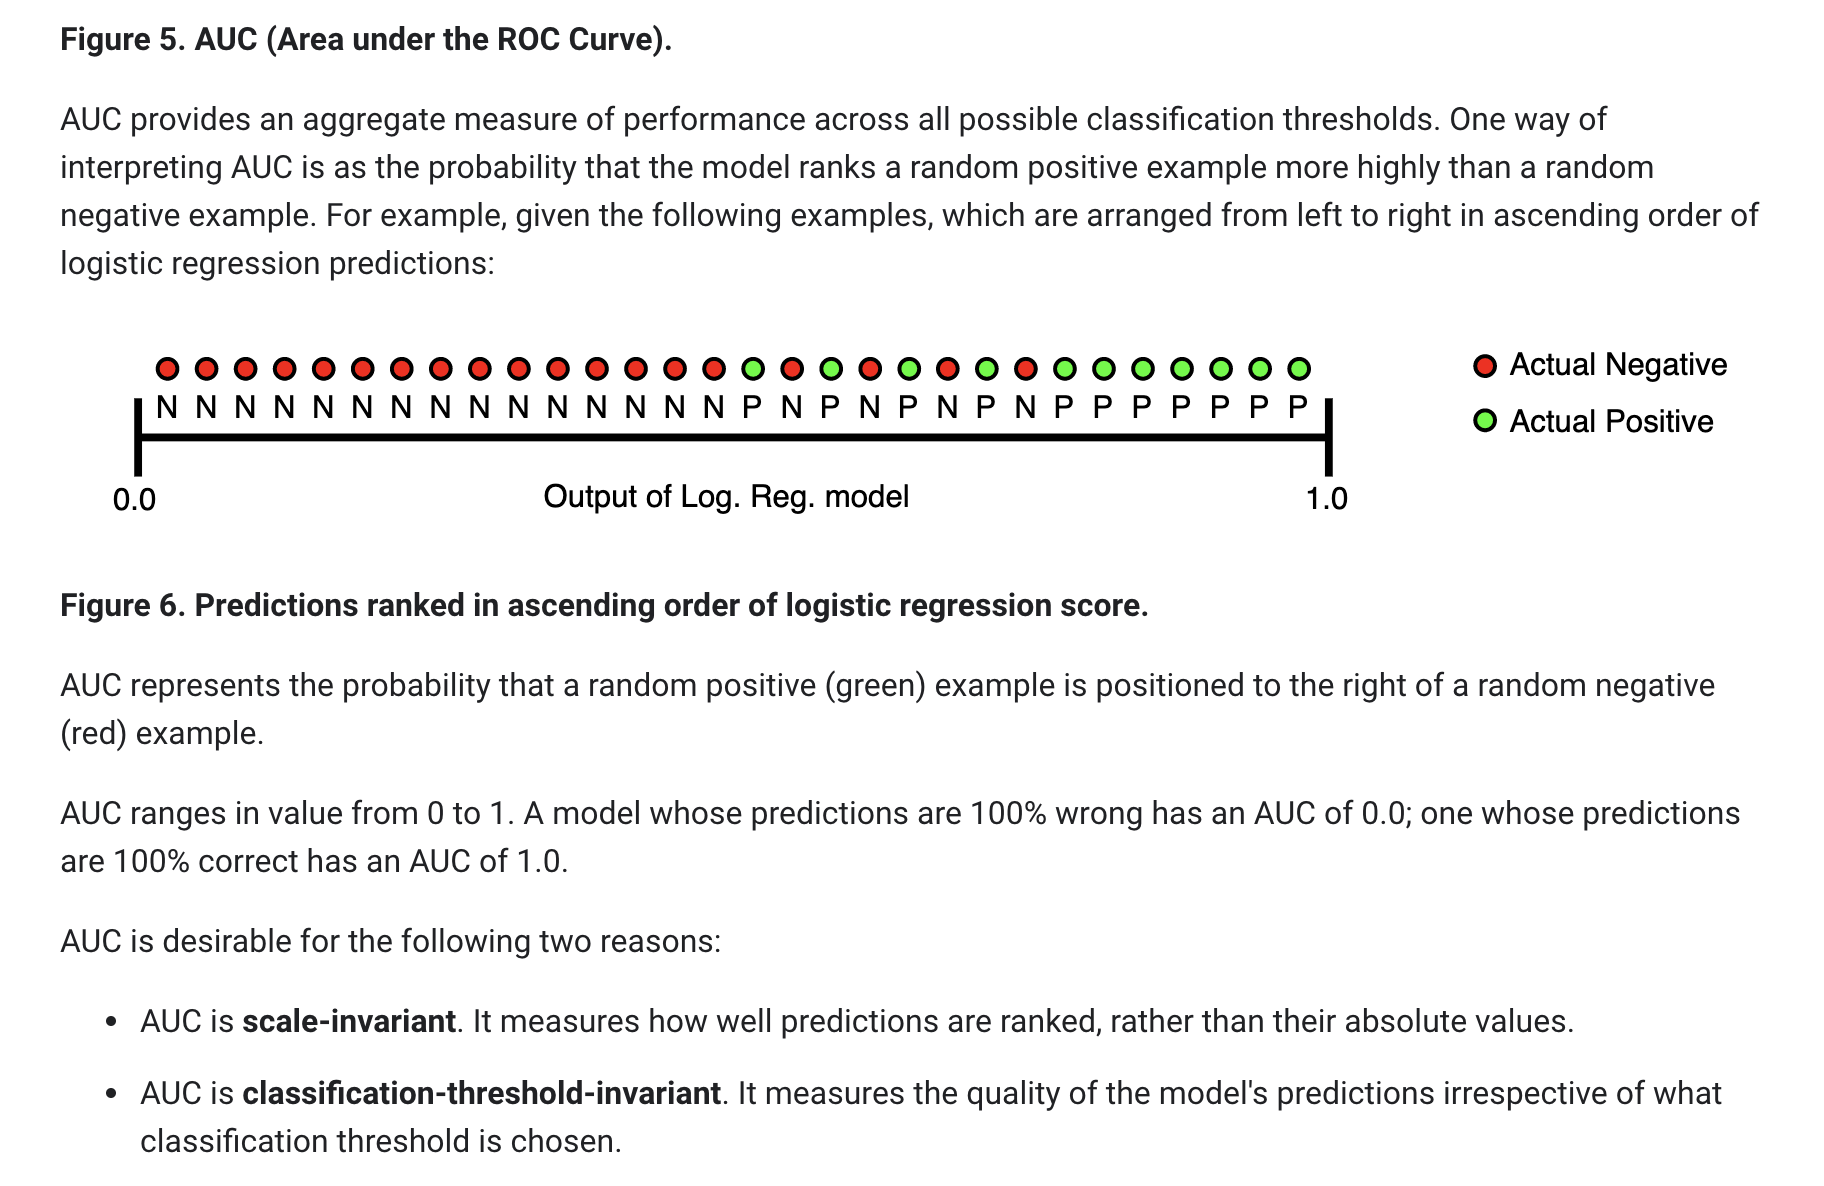 Figure 5. AUC (Area under the ROC Curve).
AUC provides an aggregate measure of performance across all possible classification thresholds. One way of
interpreting AUC is as the probability that the model ranks a random positive example more highly than a random
negative example. For example, given the following examples, which are arranged from left to right in ascending order of
logistic regression predictions:
Actual Negative
N N N N N N N N N N N N N N N P N P N P N P N P P P P P P P
Actual Positive
0.0 Output of Log. Reg. model 1.0
Figure 6. Predictions ranked in ascending order of logistic regression score.
AUC represents the probability that a random positive (green) example is positioned to the right of a random negative
(red) example.
AUC ranges in value from 0 to 1. A model whose predictions are 100% wrong has an AUC of 0.0; one whose predictions
are 100% correct has an AUC of 1.0.
AUC is desirable for the following two reasons:
• AUC is scale-invariant. It measures how well predictions are ranked, rather than their absolute values.
• AUC is classification-threshold-invariant. It measures the quality of the model's predictions irrespective of what
classification threshold is chosen.